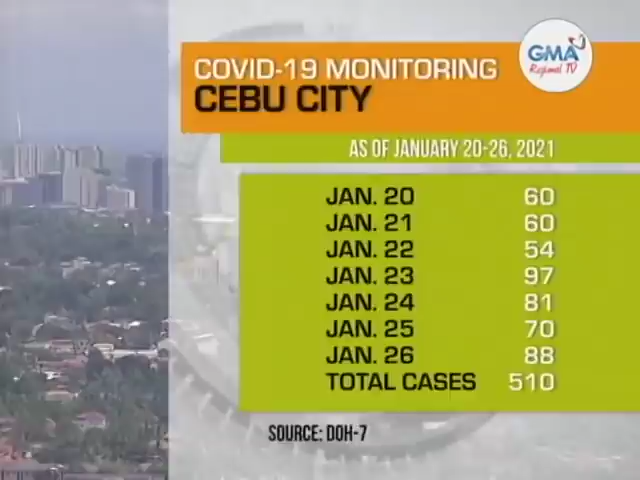 GMA
Regional TV
COVID-19 MONITORING
CEBU CITY
AS OF JANUARY 20-26, 2021
JAN. 20 60
JAN. 21 60
JAN. 22 54
JAN. 23 97
JAN. 24 81
JAN. 25 70
JAN. 26 88
TOTAL CASES 510
SOURCE: DOH-7